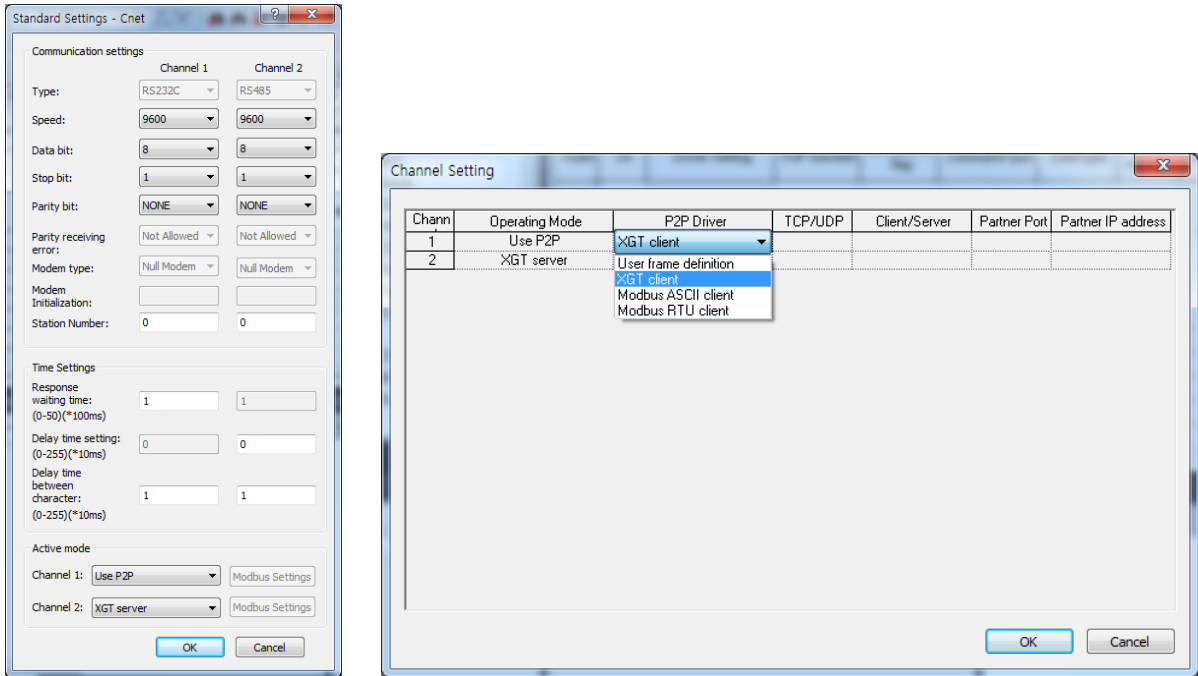 Standard Settings - Cnet
Communication settings
Channel 1 Channel 2
Type: RS232C RS485
Speed: 9600 9600
Data bit: 8 8
Stop bit: 1 1
Parity bit: NONE NONE
Parity receiving error: Not Allowed Not Allowed
Modem type: Null Modem Null Modem
Modem Initialization:
Station Number: 0 0
Time Settings
Response
waiting time: 1 1
(0-50)(*100ms)
Delay time setting: 0 0
(0-255)(*10ms)
Delay time
between
character: 1 1
(0-255)(*10ms)
Active mode
Channel 1: Use P2P Modbus Settings
Channel 2: XGT server Modbus Settings
OK Cancel
Channel Setting
Chann Operating Mode P2P Driver TCP/UDP Client/Server Partner Port Partner IP address
1 Use P2P XGT client
2 XGT server
User frame definition
XGT client
Modbus ASCII client
Modbus RTU client
OK Cancel